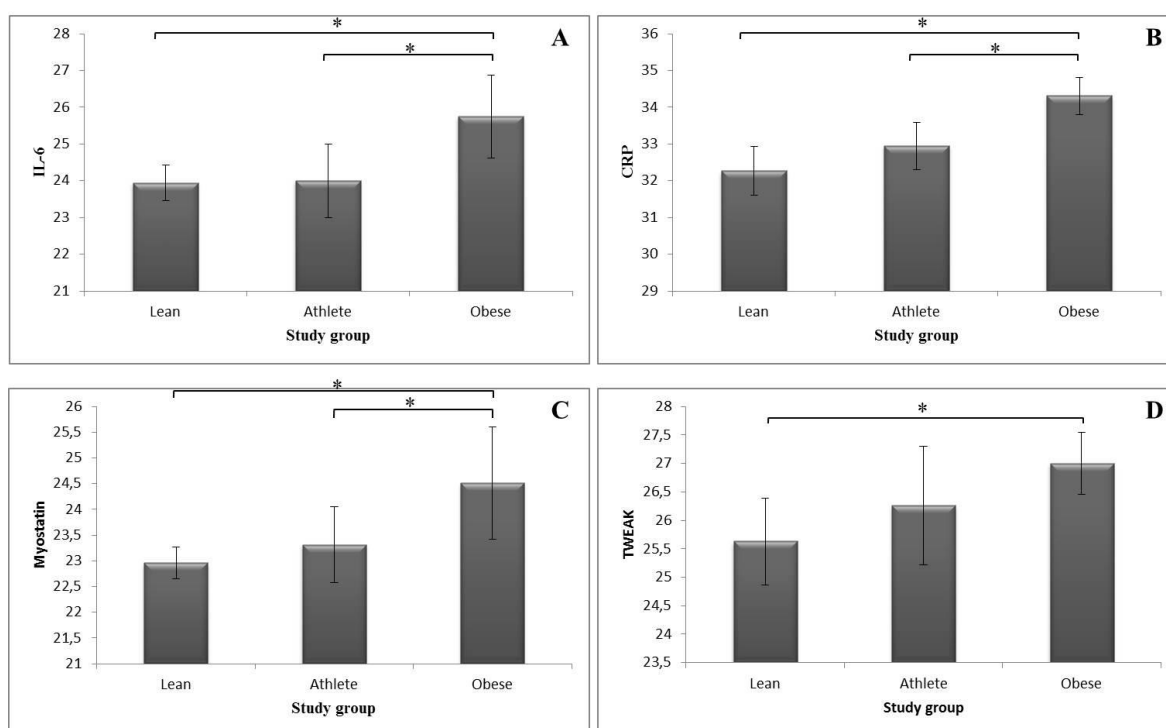 *
*
A
28
27
26
25
24
23
22
21
IL-6
Lean Athlete Obese
Study group
*
*
B
36
35
34
33
32
31
30
29
CRP
Lean Athlete Obese
Study group
*
*
C
26
25,5
25
24,5
24
23,5
23
22,5
22
21,5
21
Myostatin
Lean Athlete Obese
Study group
*
D
28
27,5
27
26,5
26
25,5
25
24,5
24
23,5
TWEAK
Lean Athlete Obese
Study group